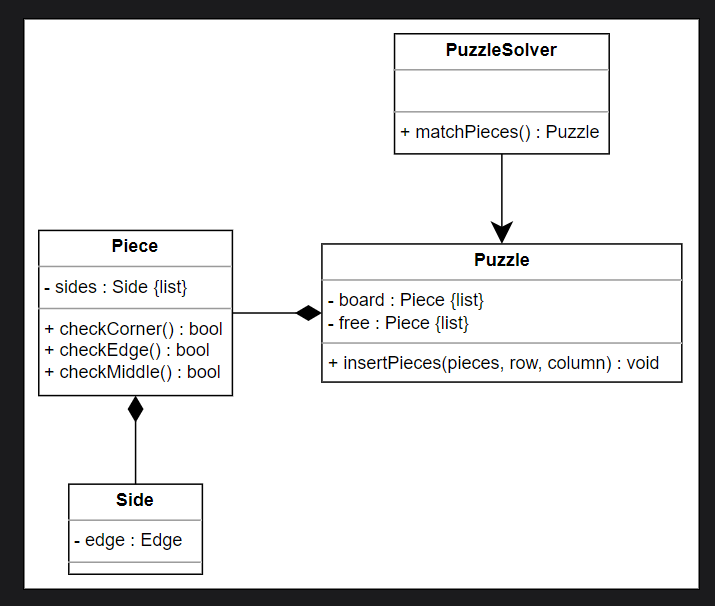 PuzzleSolver
+ matchPieces() : Puzzle
Piece
- sides : Side {list}
+ checkCorner() : bool
+ checkEdge() : bool
+ checkMiddle() : bool
Puzzle
- board : Piece {list}
- free : Piece {list}
+ insertPieces(pieces, row, column) : void
Side
- edge : Edge